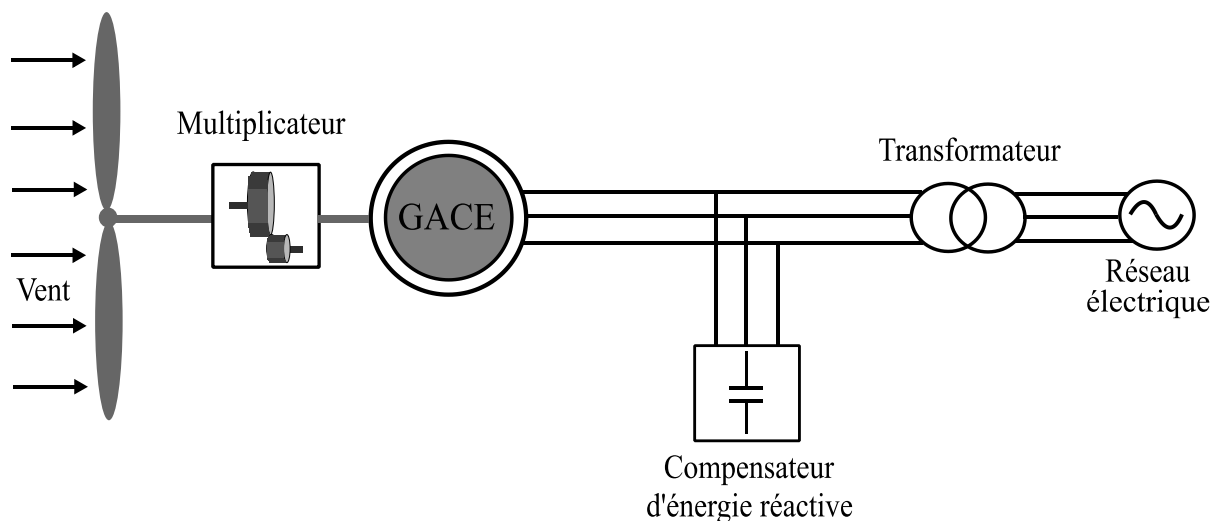 Multiplicateur
Transformateur
GACE
Vent
Réseau
électrique
Compensateur
d'énergie réactive